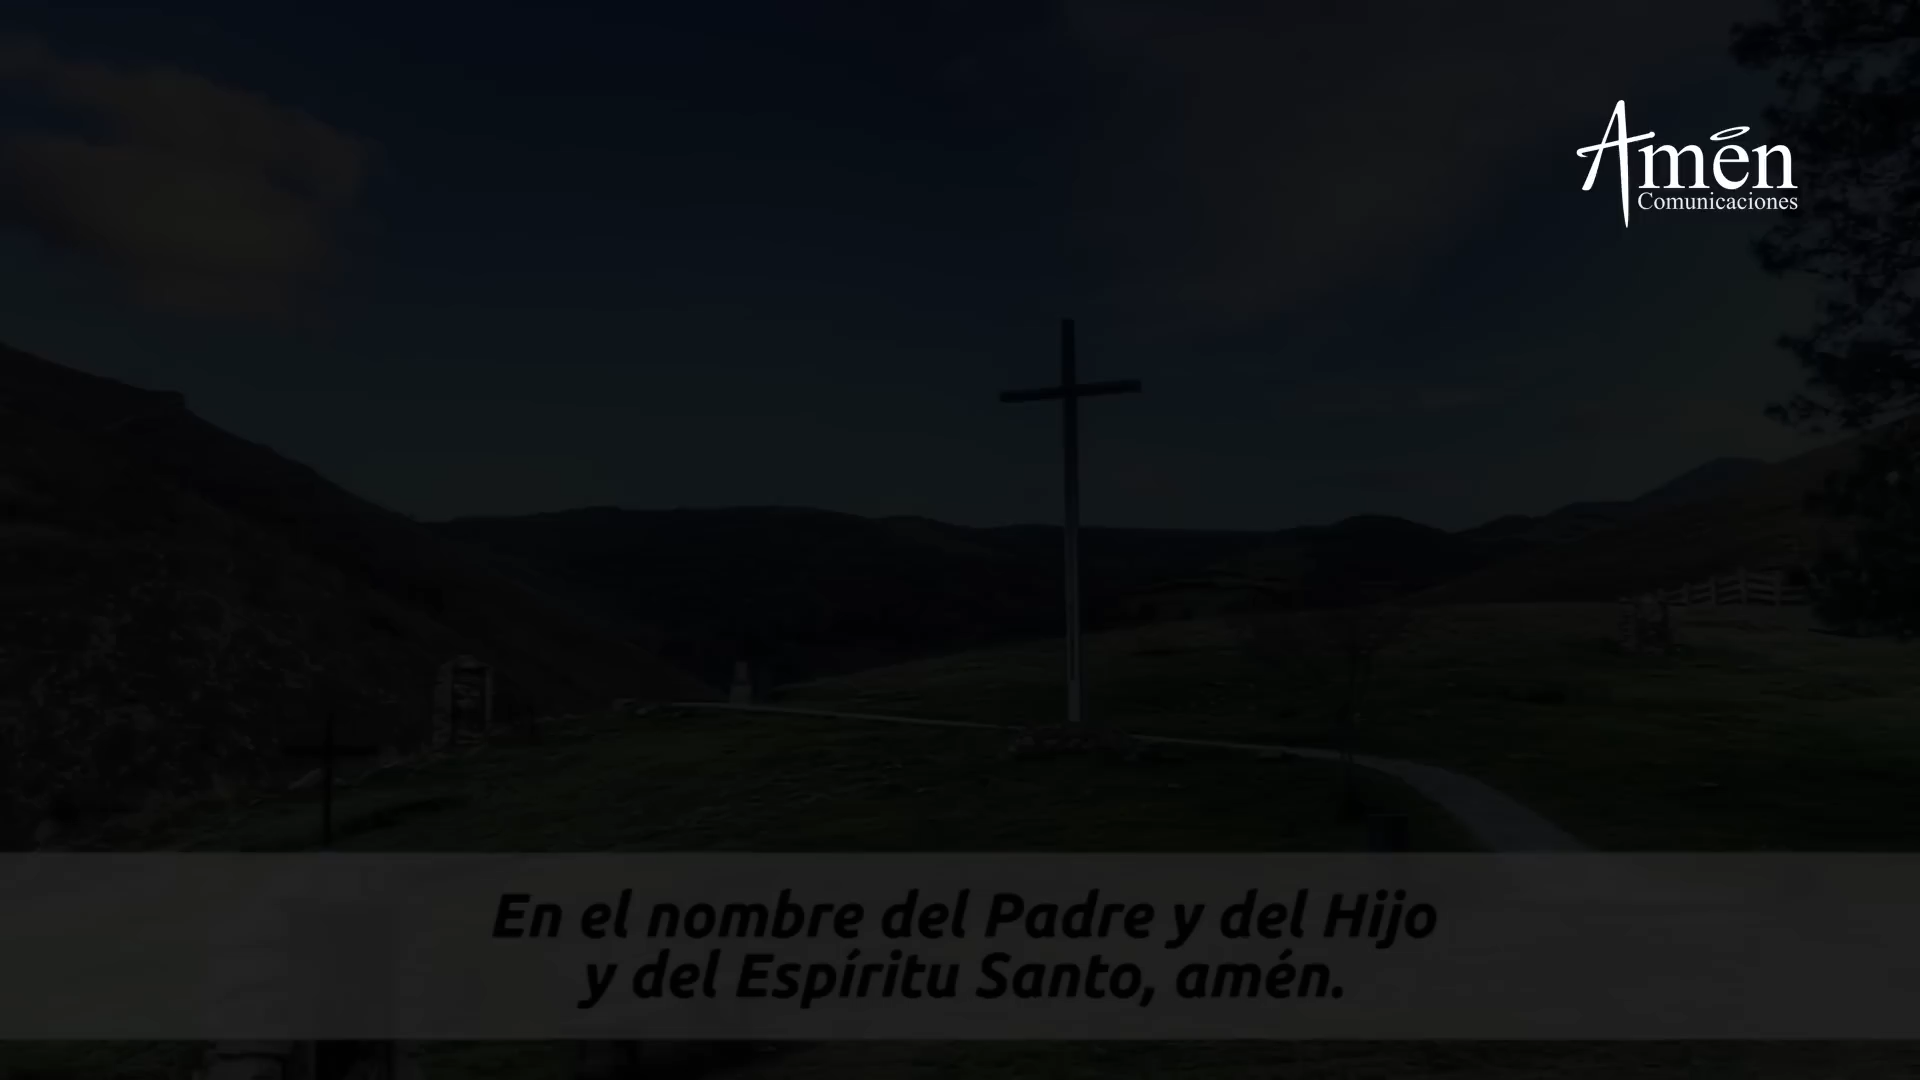 Amén
Comunicaciones
En el nombre del Padre y del Hijo
y del Espíritu Santo, amén.